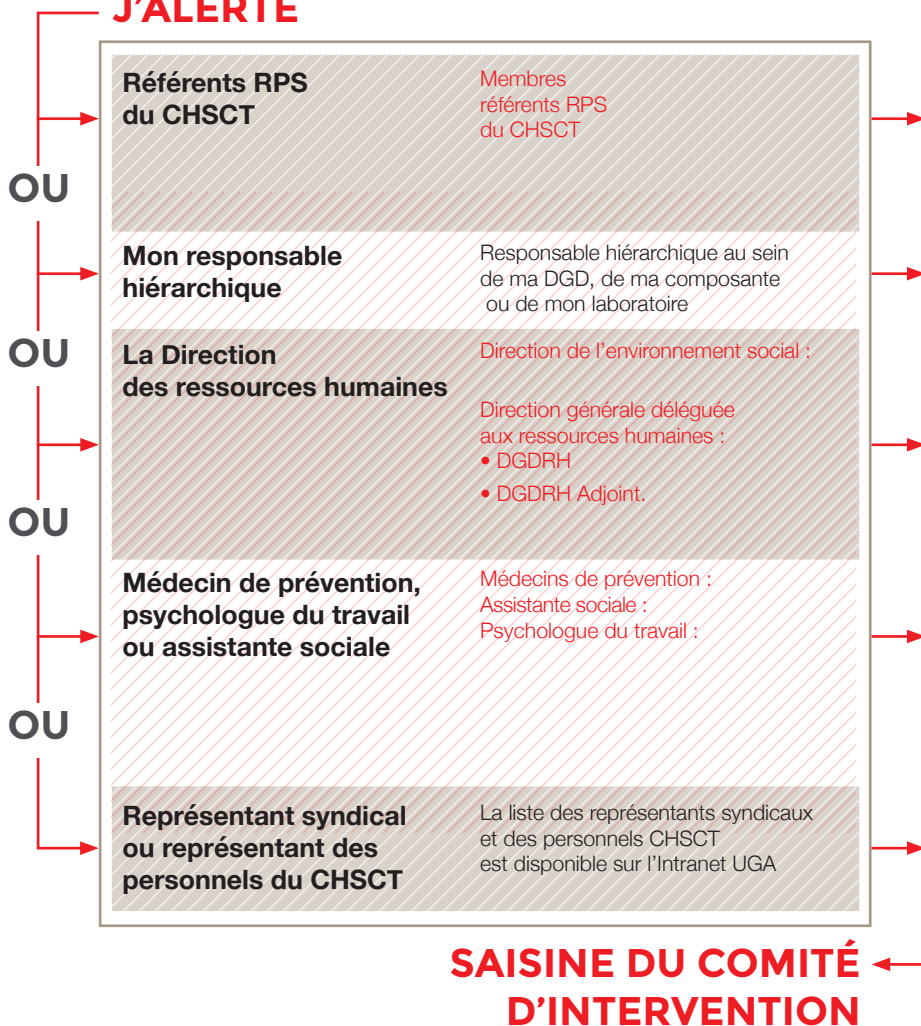 J'ALERTE
Référents RPS
du CHSCT
Membres
référents RPS
du CHSCT
OU
Mon responsable
hiérarchique
Responsable hiérarchique au sein
de ma DGD, de ma composante
ou de mon laboratoire
OU
La Direction
des ressources humaines
Direction de l'environnement social :
Direction générale déléguée
aux ressources humaines :
• DGDRH
• DGDRH Adjoint.
OU
Médecin de prévention,
psychologue du travail
ou assistante sociale
Médecins de prévention :
Assistante sociale :
Psychologue du travail :
OU
Représentant syndical
ou représentant des
personnels du CHSCT
La liste des représentants syndicaux
et des personnels CHSCT
est disponible sur l'Intranet UGA
SAISINE DU COMITÉ
D'INTERVENTION